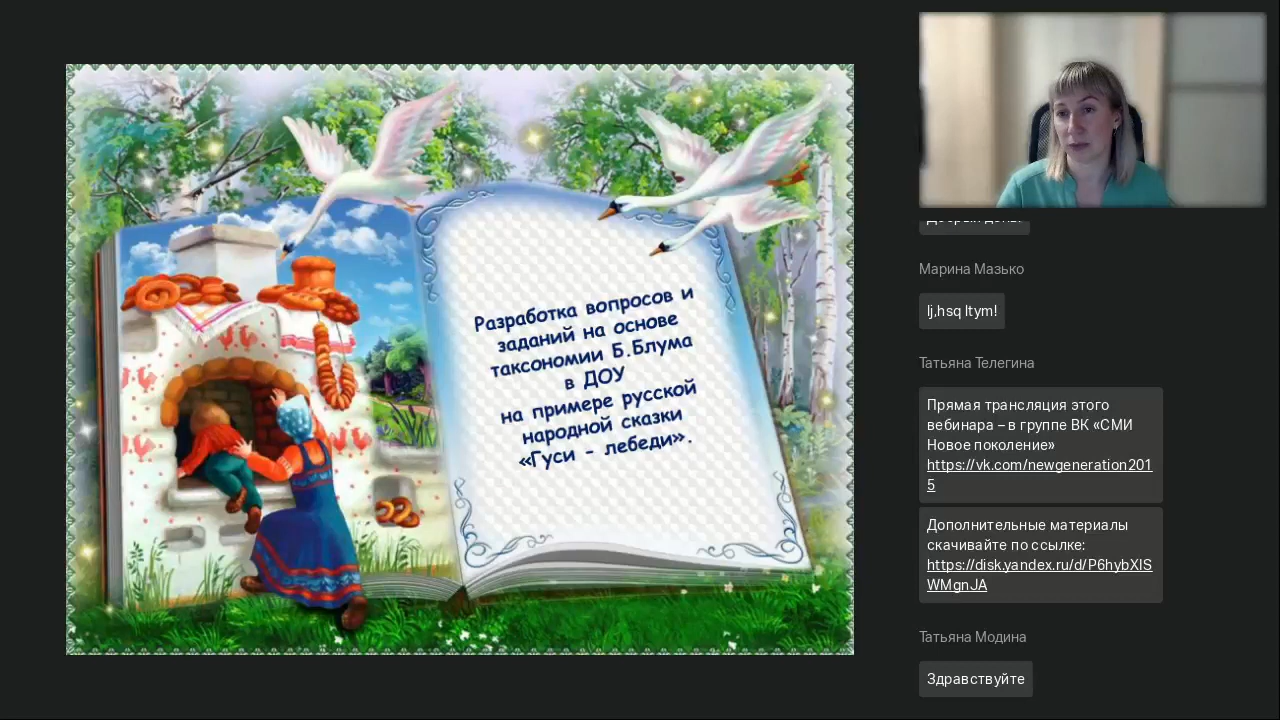 Разработка вопросов и
заданий на основе
таксономии Б.Блума
в ДОУ
на примере русской
народной сказки
«Гуси - лебеди».
Марина Мазько
lj,hsq ltym!
Татьяна Телегина
Прямая трансляция этого
вебинара – в группе ВК «СМИ
Новое поколение»
https://vk.com/newgeneration201
5
Дополнительные материалы
скачивайте по ссылке:
https://disk.yandex.ru/d/P6hybXlS
WMgnJA
Татьяна Модина
Здравствуйте